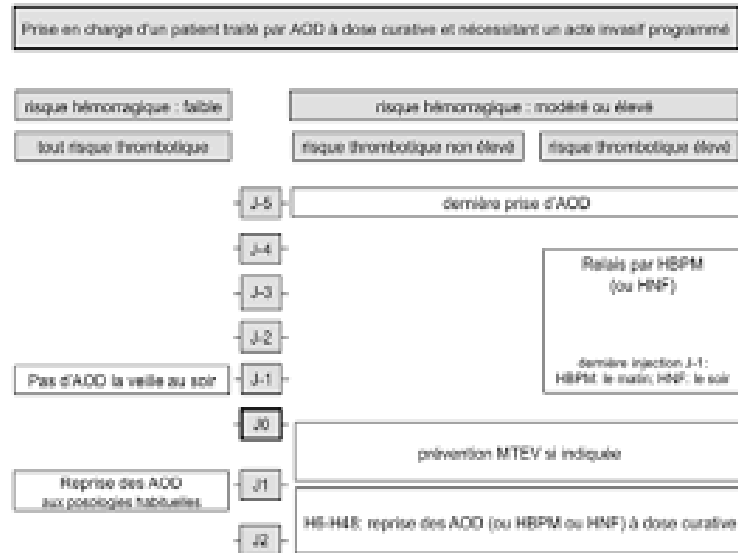 Prise en charge d'un patient traité par AOD à dose curative et nécessitant un acte invasif programmé
risque hémorragique : faible
risque hémorragique : modéré ou élevé
tout risque thrombotique
risque thrombotique non élevé
risque thrombotique élevé
J-5
dernière prise d'AOD
J-4
Relais par HBPM
(ou HNF)
J-3
J-2
dernière injection J-1:
HBPM: le matin; HNF: le soir
Pas d'AOD la veille au soir
J-1
J0
prévention MTEV si indiquée
Reprise des AOD
aux posologies habituelles
J1
H6-H48: reprise des AOD (ou HBPM ou HNF) à dose curative
J2